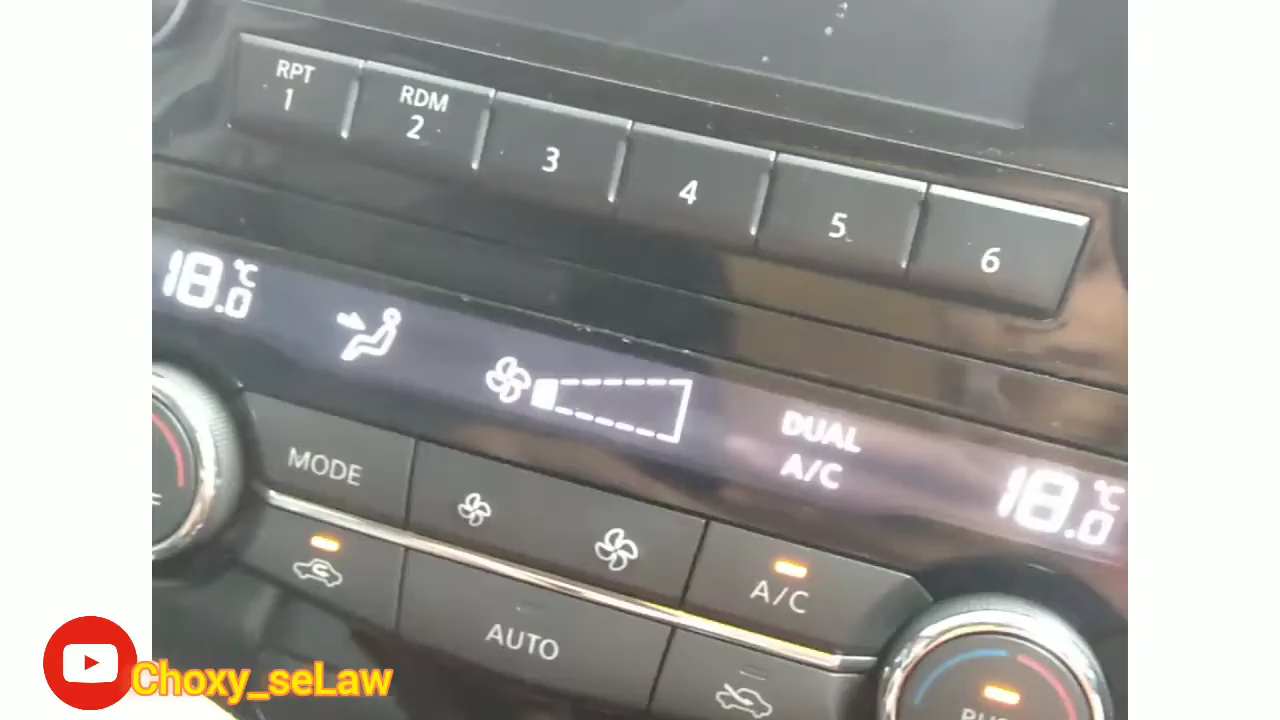 RPT
1
RDM
2
3
4
5
6
18.0 °C
DUAL
A/C
18.0 °C
MODE
A/C
AUTO
Choxy_seLaw